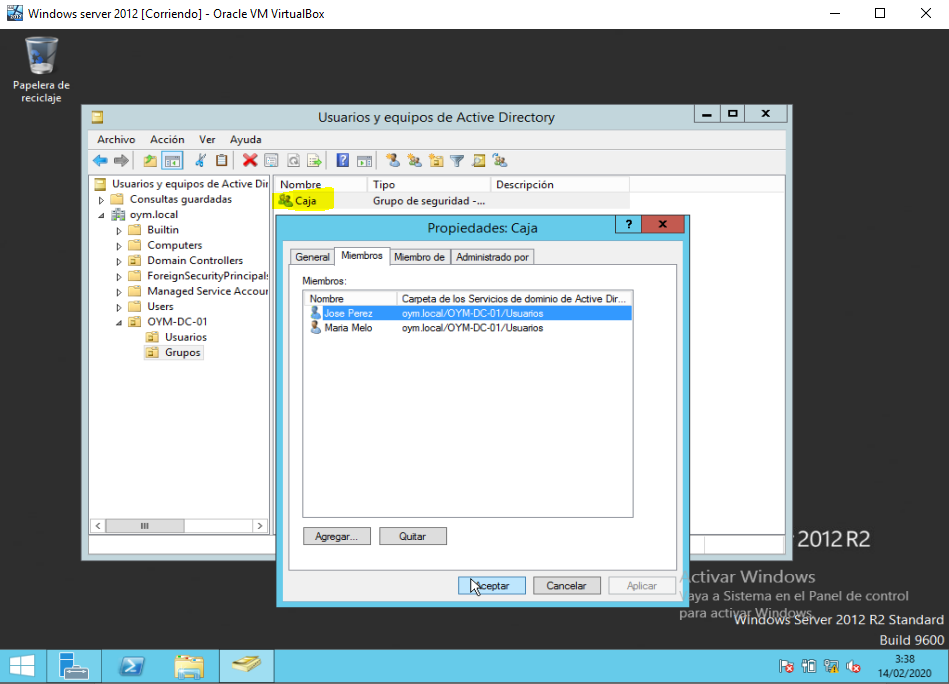 Windows server 2012 [Corriendo] - Oracle VM VirtualBox
Papelera de
reciclaje
Usuarios y equipos de Active Directory
Archivo Acción Ver Ayuda
Usuarios y equipos de Active Dir
Consultas guardadas
oym.local
Builtin
Computers
Domain Controllers
ForeignSecurityPrincipals
Managed Service Accour
Users
OYM-DC-01
Usuarios
Grupos
Nombre Tipo Descripción
Caja Grupo de seguridad -...
Propiedades: Caja
? x
General Miembros Miembro de Administrado por
Miembros:
Nombre Carpeta de los Servicios de dominio de Active Dir...
Jose Perez oym.local/OYM-DC-01/Usuarios
Maria Melo oym.local/OYM-DC-01/Usuarios
Agregar... Quitar
Aceptar Cancelar Aplicar
2012 R2
Activar Windows
Vaya a Sistema en el Panel de control
para activar Windows.
Windows Server 2012 R2 Standard
Build 9600
3:38
14/02/2020